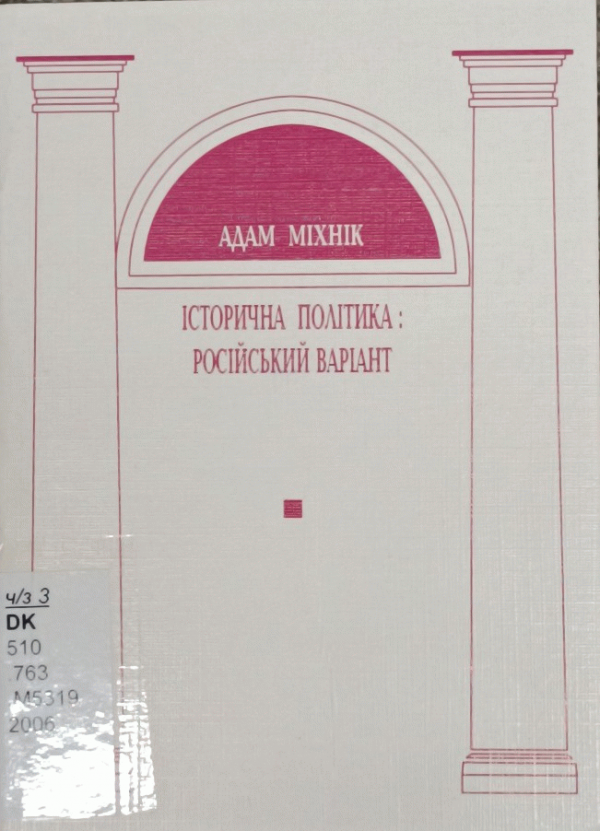 АДАМ МІХНІК
ІСТОРИЧНА ПОЛІТИКА :
РОСІЙСЬКИЙ ВАРІАНТ
ч/з 3
DK
510
.763
.M5319
2006